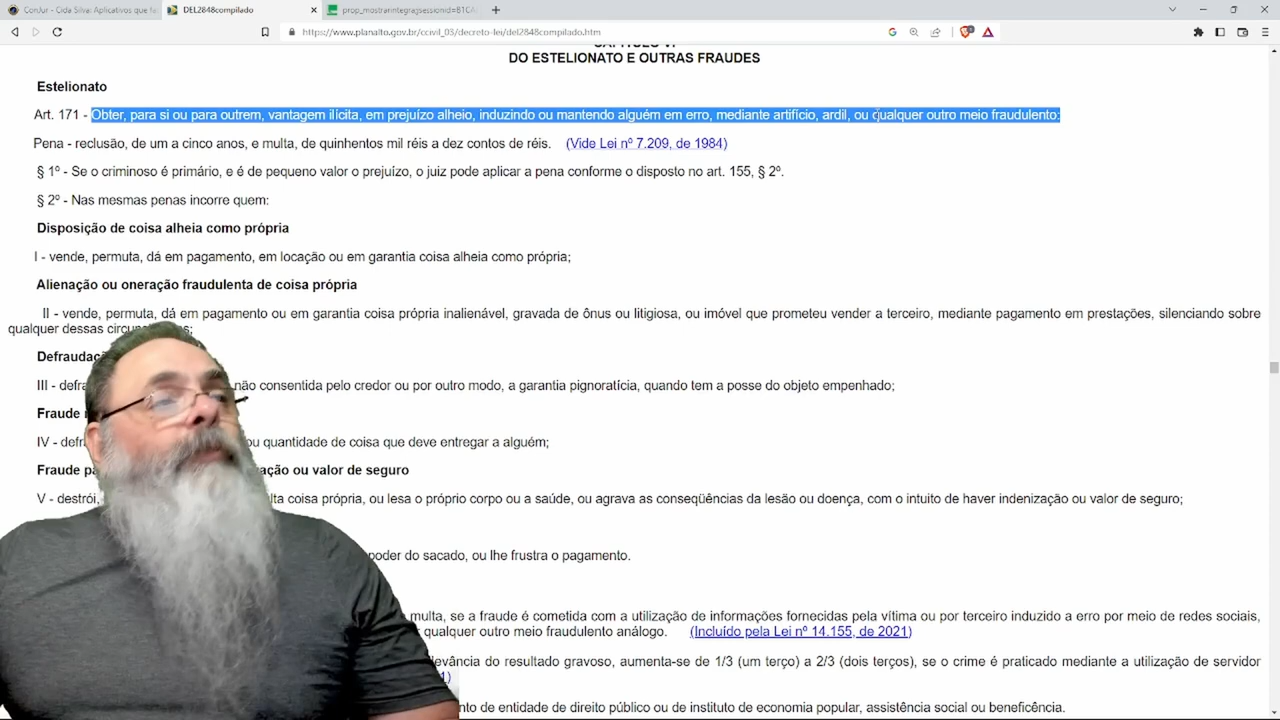 ConJur - Cida Silva: Aplicativos que fa
DEL2848compilado
prop_mostrarintegra;jsessionid=B1CA
https://www.planalto.gov.br/ccivil_03/decreto-lei/del2848compilado.htm
DO ESTELIONATO E OUTRAS FRAUDES
Estelionato
Art. 171 - Obter, para si ou para outrem, vantagem ilícita, em prejuízo alheio, induzindo ou mantendo alguém em erro, mediante artifício, ardil, ou qualquer outro meio fraudulento:
Pena - reclusão, de um a cinco anos, e multa, de quinhentos mil réis a dez contos de réis. (Vide Lei nº 7.209, de 1984)
§ 1º - Se o criminoso é primário, e é de pequeno valor o prejuízo, o juiz pode aplicar a pena conforme o disposto no art. 155, § 2º.
§ 2º - Nas mesmas penas incorre quem:
Disposição de coisa alheia como própria
I - vende, permuta, dá em pagamento, em locação ou em garantia coisa alheia como própria;
Alienação ou oneração fraudulenta de coisa própria
II - vende, permuta, dá em pagamento ou em garantia coisa própria inalienável, gravada de ônus ou litigiosa, ou imóvel que prometeu vender a terceiro, mediante pagamento em prestações, silenciando sobre
qualquer dessas
III - não consentida pelo credor ou por outro modo, a garantia pignoratícia, quando tem a posse do objeto empenhado;
Fraude
IV - ou quantidade de coisa que deve entregar a alguém;
Fraude ou valor de seguro
V - destrói, coisa própria, ou lesa o próprio corpo ou a saúde, ou agrava as conseqüências da lesão ou doença, com o intuito de haver indenização ou valor de seguro;
poder do sacado, ou lhe frustra o pagamento.
multa, se a fraude é cometida com a utilização de informações fornecidas pela vítima ou por terceiro induzido a erro por meio de redes sociais,
qualquer outro meio fraudulento análogo. (Incluído pela Lei nº 14.155, de 2021)
do resultado gravoso, aumenta-se de 1/3 (um terço) a 2/3 (dois terços), se o crime é praticado mediante a utilização de servidor
de entidade de direito público ou de instituto de economia popular, assistência social ou beneficência.